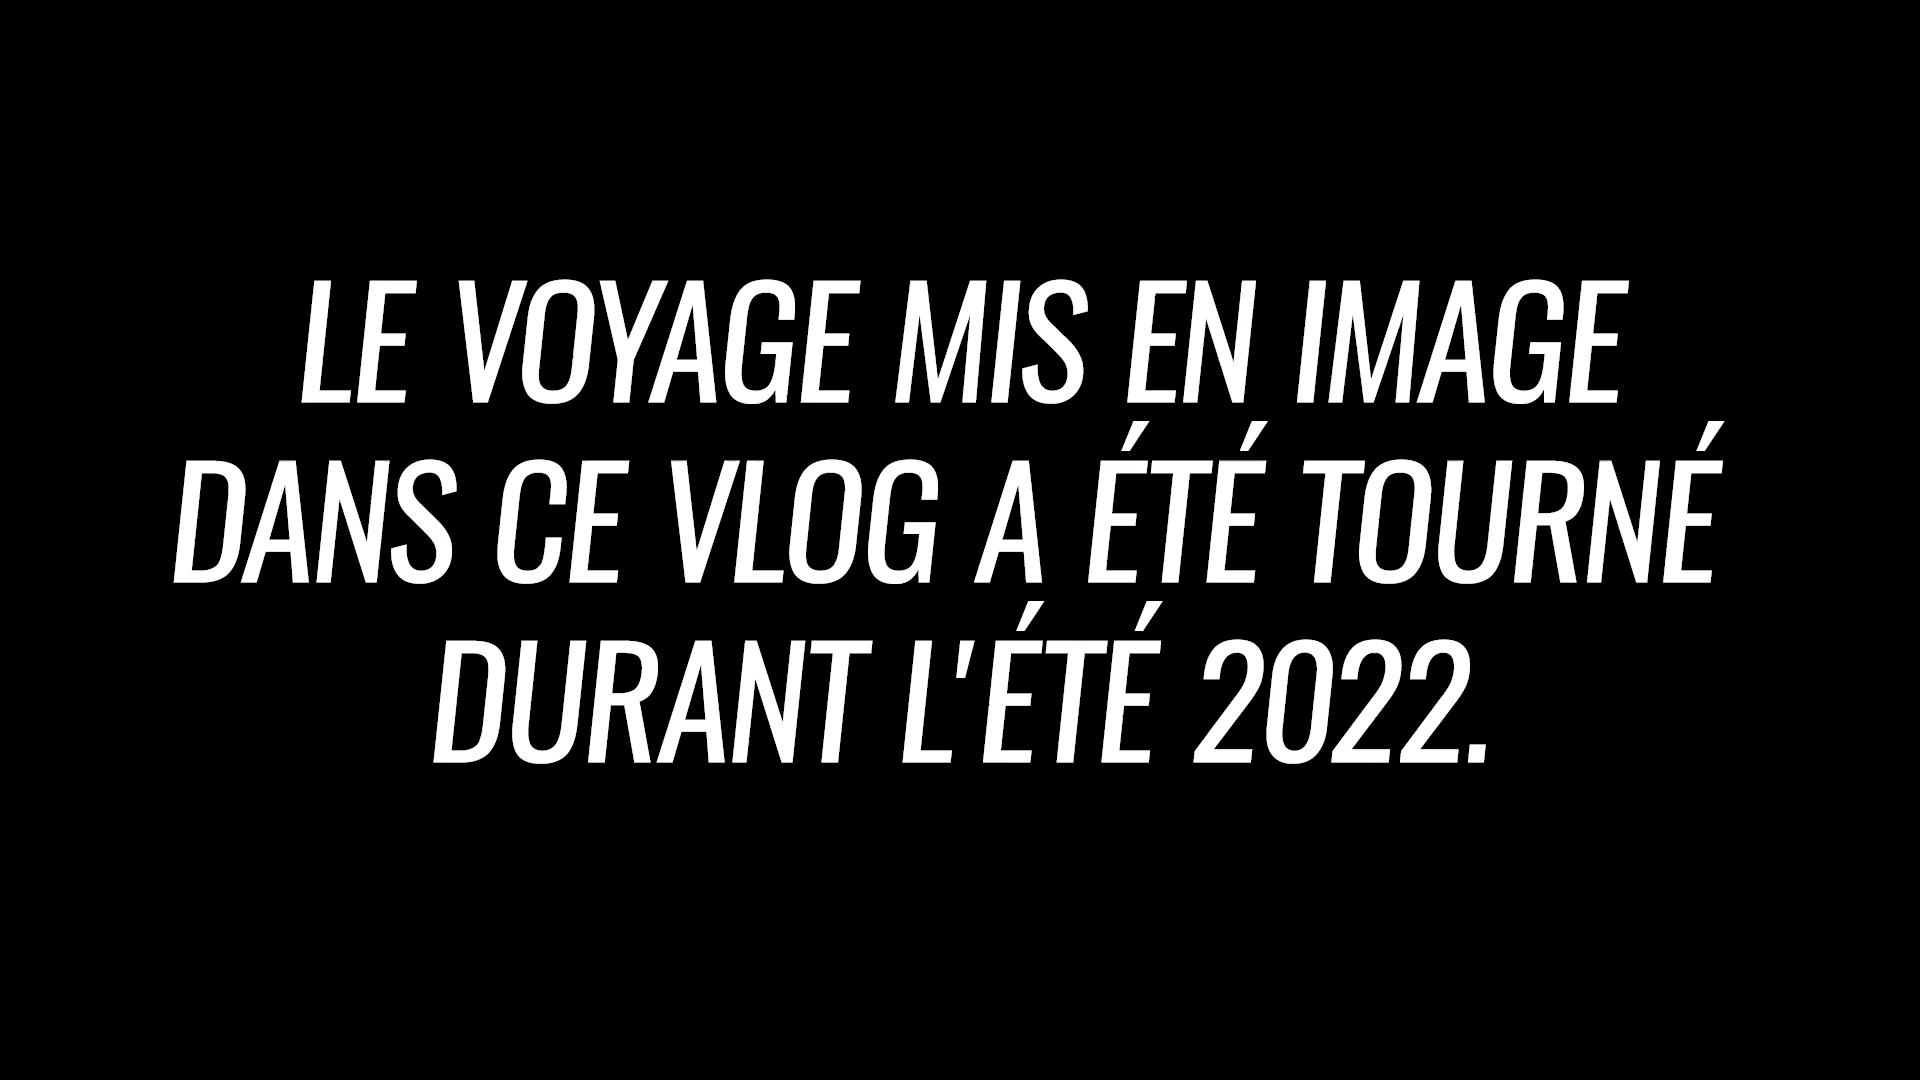 LE VOYAGE MIS EN IMAGE
DANS CE VLOG A ÉTÉ TOURNÉ
DURANT L'ÉTÉ 2022.